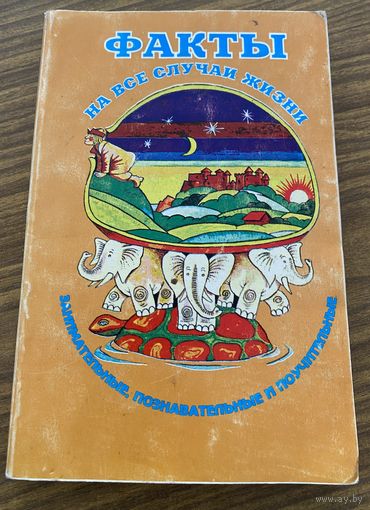 ФАКТЫ
НА ВСЕ СЛУЧАИ ЖИЗНИ
ЗАНИМАТЕЛЬНЫЕ, ПОЗНАВАТЕЛЬНЫЕ И ПОУЧИТЕЛЬНЫЕ
www.ay.by